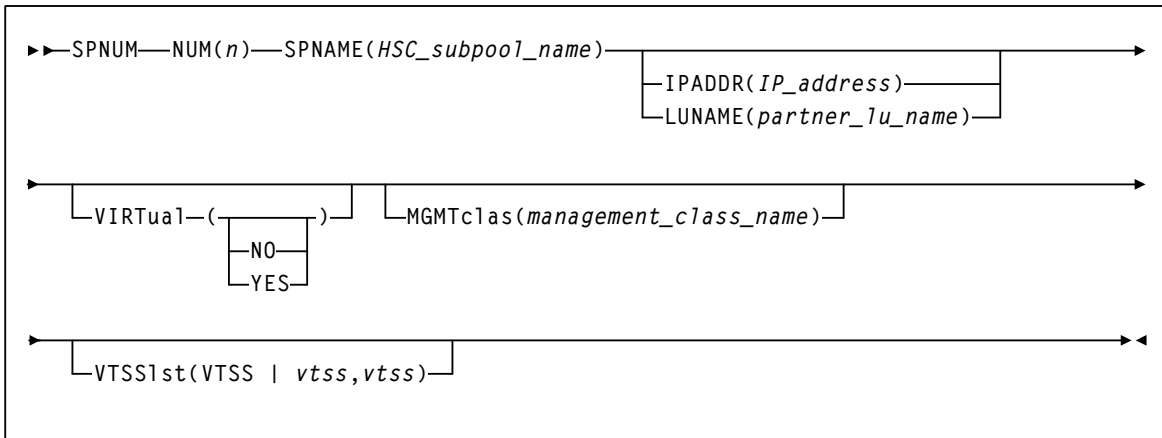 SPNUM NUM(n) SPNAME(HSC_subpool_name)
IPADDR(IP_address)
LUNAME(partner_lu_name)
VIRTual ( ) MGMTclas(management_class_name)
NO
YES
VTSSlst(VTSS | vtss,vtss)